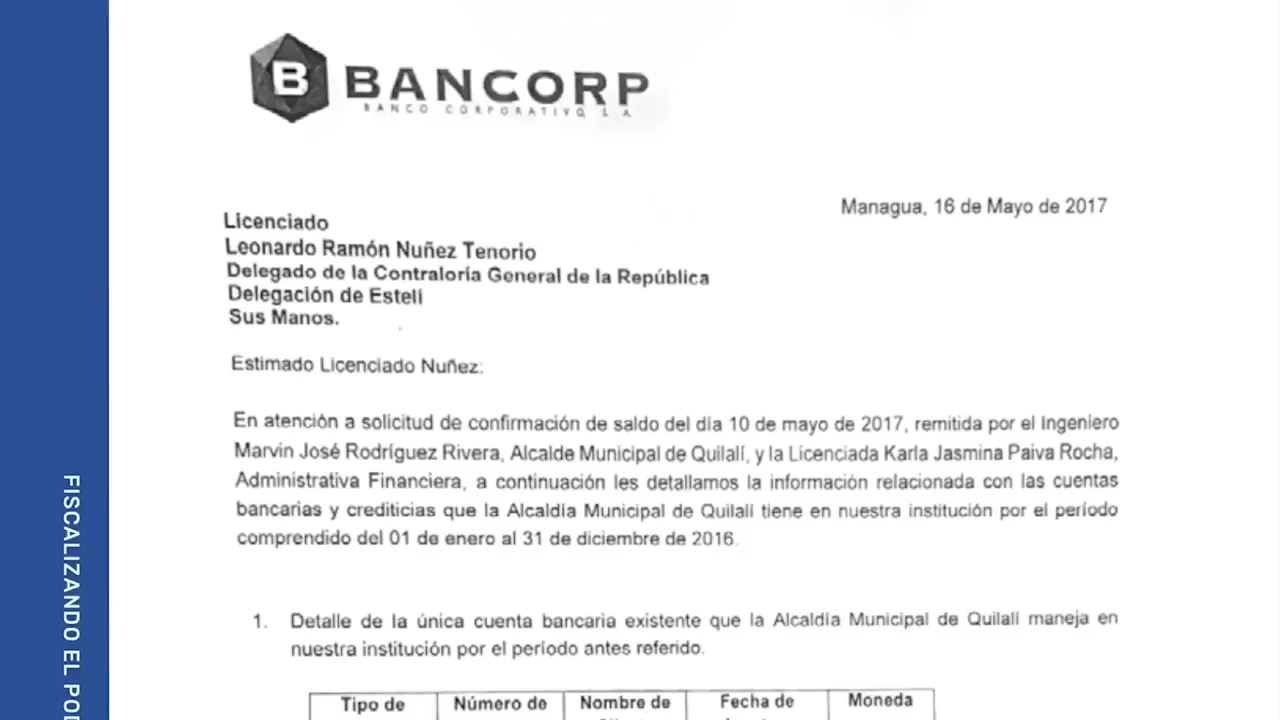 B BANCORP
BANCO CORPORATIVO, S.A.
Managua, 16 de Mayo de 2017
Licenciado
Leonardo Ramón Nuñez Tenorio
Delegado de la Contraloría General de la República
Delegación de Estelí
Sus Manos.
Estimado Licenciado Nuñez:
En atención a solicitud de confirmación de saldo del día 10 de mayo de 2017, remitida por el Ingeniero
Marvin José Rodríguez Rivera, Alcalde Municipal de Quilalí, y la Licenciada Karla Jasmina Paiva Rocha,
Administrativa Financiera, a continuación les detallamos la información relacionada con las cuentas
bancarias y crediticias que la Alcaldía Municipal de Quilalí tiene en nuestra institución por el período
comprendido del 01 de enero al 31 de diciembre de 2016.
1. Detalle de la única cuenta bancaria existente que la Alcaldía Municipal de Quilalí maneja en
nuestra institución por el período antes referido.
Tipo de Número de Nombre de Fecha de Moneda
FISCALIZANDO EL